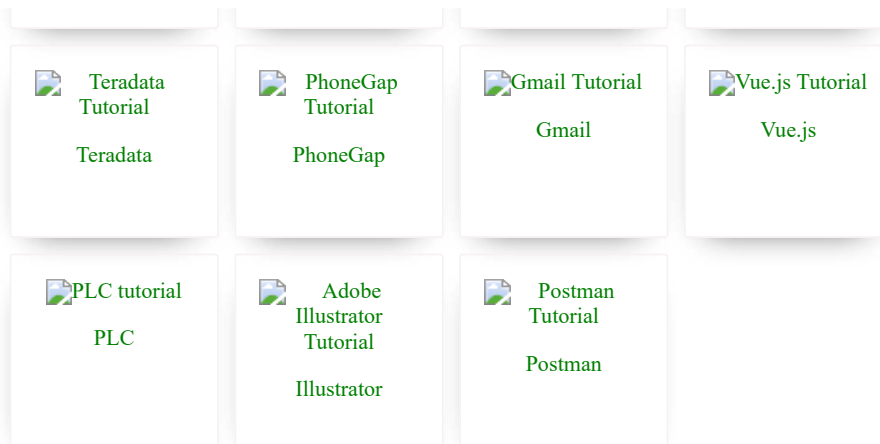 Teradata
Tutorial
Teradata
PhoneGap
Tutorial
PhoneGap
Gmail Tutorial
Gmail
Vue.js Tutorial
Vue.js
PLC tutorial
PLC
Adobe
Illustrator
Tutorial
Illustrator
Postman
Tutorial
Postman